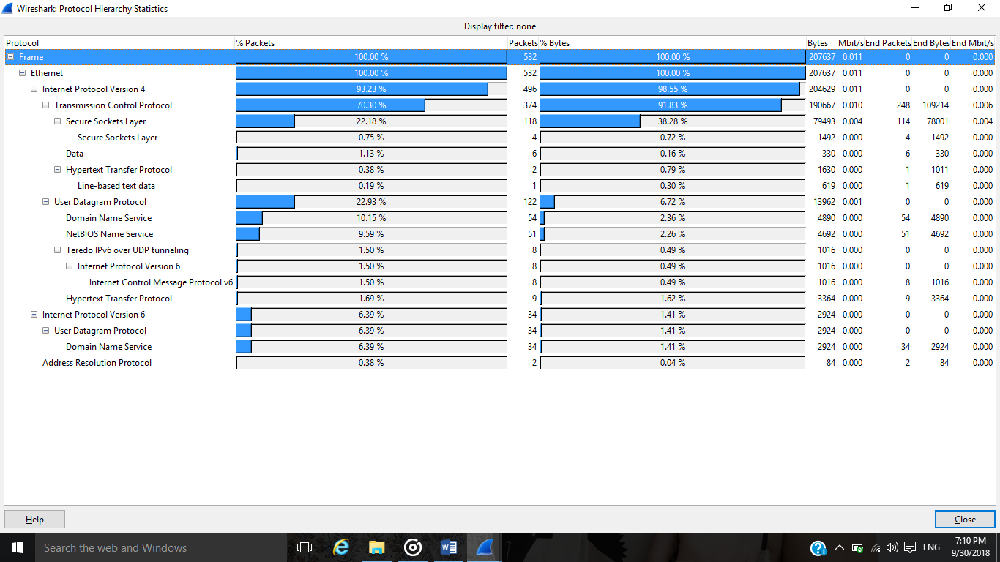 Wireshark: Protocol Hierarchy Statistics
Display filter: none
Protocol % Packets Packets % Bytes Bytes Mbit/s End Packets End Bytes End Mbit/s
Frame 100.00 % 532 100.00 % 207637 0.011 0 0 0.000
Ethernet 100.00 % 532 100.00 % 207637 0.011 0 0 0.000
Internet Protocol Version 4 93.23 % 496 98.55 % 204629 0.011 0 0 0.000
Transmission Control Protocol 70.30 % 374 91.83 % 190667 0.010 248 109214 0.006
Secure Sockets Layer 22.18 % 118 38.28 % 79493 0.004 114 78001 0.004
Secure Sockets Layer 0.75 % 4 0.72 % 1492 0.000 4 1492 0.000
Data 1.13 % 6 0.16 % 330 0.000 6 330 0.000
Hypertext Transfer Protocol 0.38 % 2 0.79 % 1630 0.000 1 1011 0.000
Line-based text data 0.19 % 1 0.30 % 619 0.000 1 619 0.000
User Datagram Protocol 22.93 % 122 6.72 % 13962 0.001 0 0 0.000
Domain Name Service 10.15 % 54 2.36 % 4890 0.000 54 4890 0.000
NetBIOS Name Service 9.59 % 51 2.26 % 4692 0.000 51 4692 0.000
Teredo IPv6 over UDP tunneling 1.50 % 8 0.49 % 1016 0.000 0 0 0.000
Internet Protocol Version 6 1.50 % 8 0.49 % 1016 0.000 0 0 0.000
Internet Control Message Protocol v6 1.50 % 8 0.49 % 1016 0.000 8 1016 0.000
Hypertext Transfer Protocol 1.69 % 9 1.62 % 3364 0.000 9 3364 0.000
Internet Protocol Version 6 6.39 % 34 1.41 % 2924 0.000 0 0 0.000
User Datagram Protocol 6.39 % 34 1.41 % 2924 0.000 0 0 0.000
Domain Name Service 6.39 % 34 1.41 % 2924 0.000 34 2924 0.000
Address Resolution Protocol 0.38 % 2 0.04 % 84 0.000 2 84 0.000
Help Close
Search the web and Windows
ENG
7:10 PM
9/30/2018